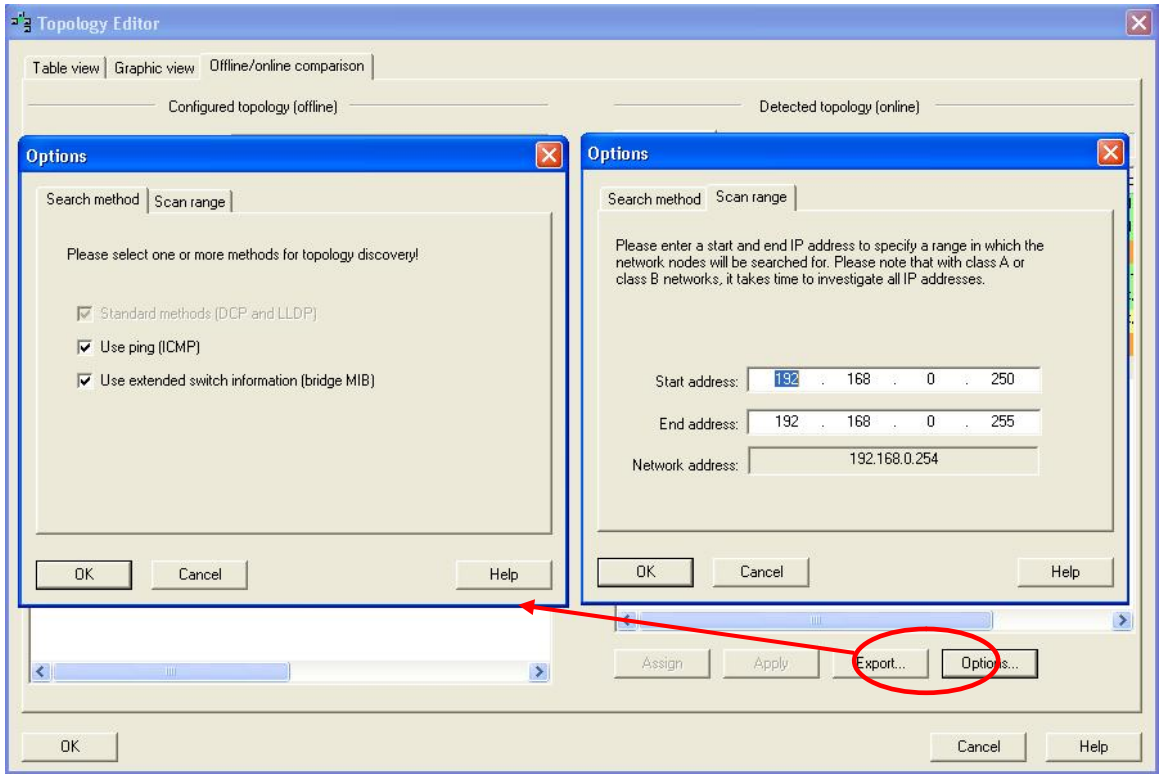 Topology Editor
Table view Graphic view Offline/online comparison
Configured topology (offline)
Detected topology (online)
Options
Search method Scan range
Please select one or more methods for topology discovery!
Standard methods (DCP and LLDP)
Use ping (ICMP)
Use extended switch information (bridge MIB)
OK Cancel Help
Options
Search method Scan range
Please enter a start and end IP address to specify a range in which the
network nodes will be searched for. Please note that with class A or
class B networks, it takes time to investigate all IP addresses.
Start address: 192 . 168 . 0 . 250
End address: 192 . 168 . 0 . 255
Network address: 192.168.0.254
OK Cancel Help
Assign Apply Export... Options...
OK Cancel Help